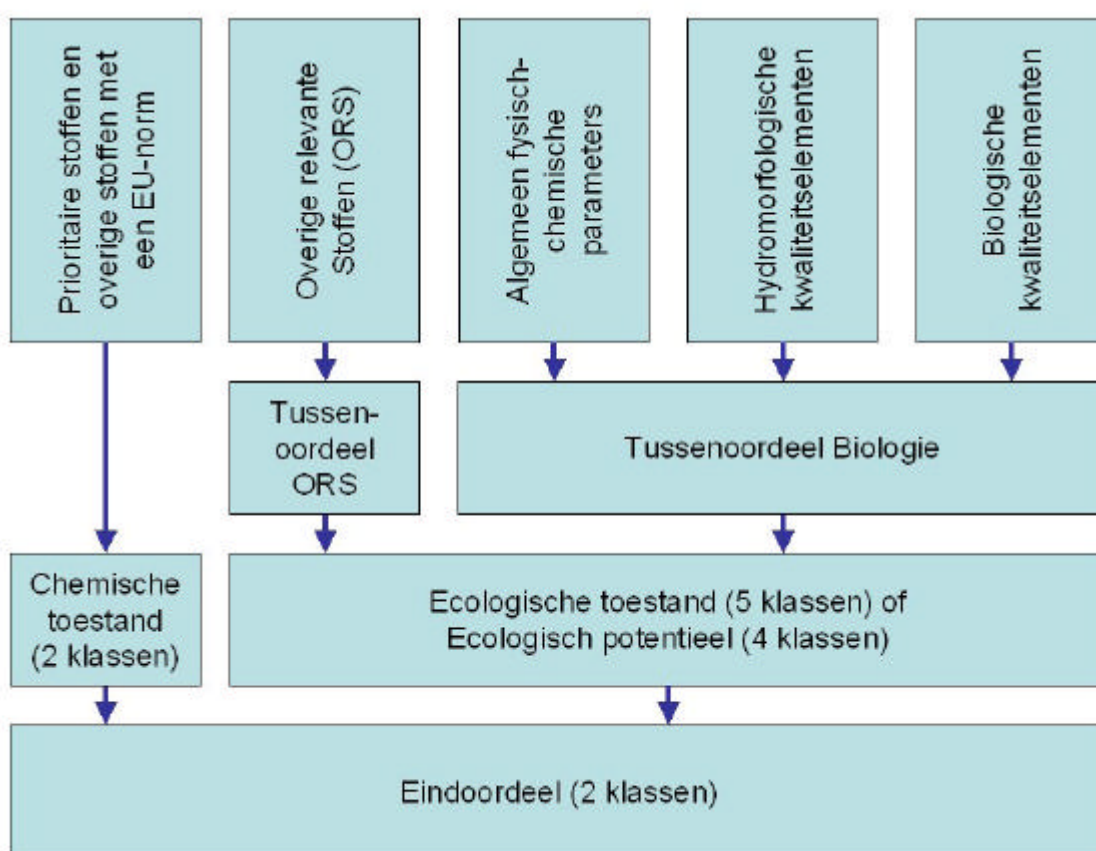 Prioritaire stoffen en
overige stoffen met
een EU-norm
Overige relevante
Stoffen (ORS)
Algemeen fysisch-
chemische
parameters
Hydromorfologische
kwaliteitselementen
Biologische
kwaliteitselementen
Tussen-
oordeel
ORS
Tussenoordeel Biologie
Chemische
toestand
(2 klassen)
Ecologische toestand (5 klassen) of
Ecologisch potentieel (4 klassen)
Eindoordeel (2 klassen)